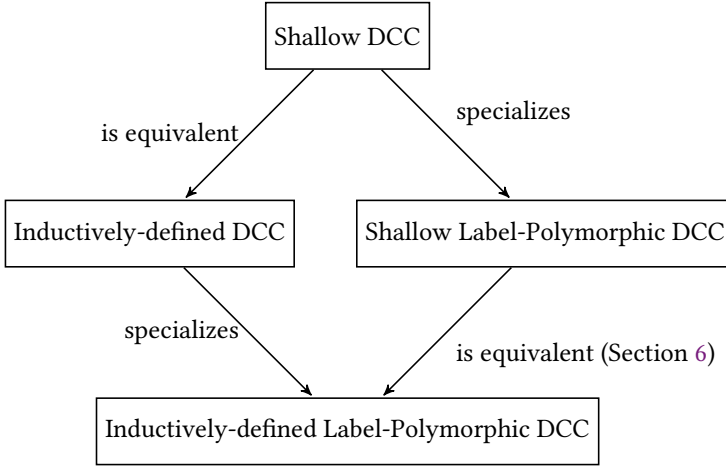 Shallow DCC
is equivalent
specializes
Inductively-defined DCC
Shallow Label-Polymorphic DCC
specializes
is equivalent (Section 6)
Inductively-defined Label-Polymorphic DCC